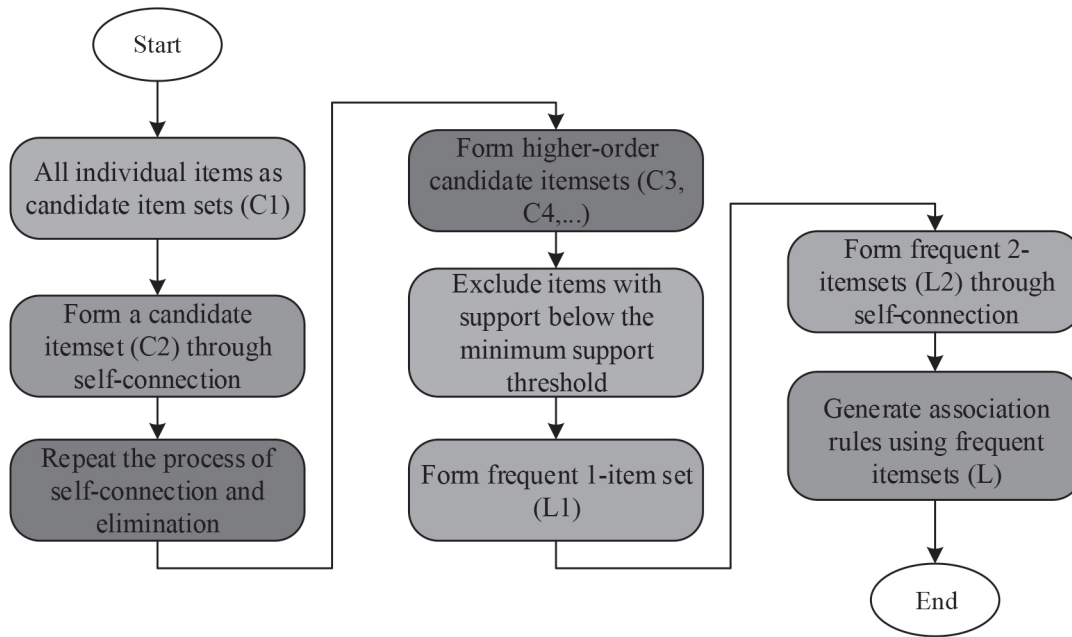 Start
All individual items as
candidate item sets (C1)
Form a candidate
itemset (C2) through
self-connection
Repeat the process of
self-connection and
elimination
Form higher-order
candidate itemsets (C3,
C4,...)
Exclude items with
support below the
minimum support
threshold
Form frequent 1-item set
(L1)
Form frequent 2-
itemsets (L2) through
self-connection
Generate association
rules using frequent
itemsets (L)
End